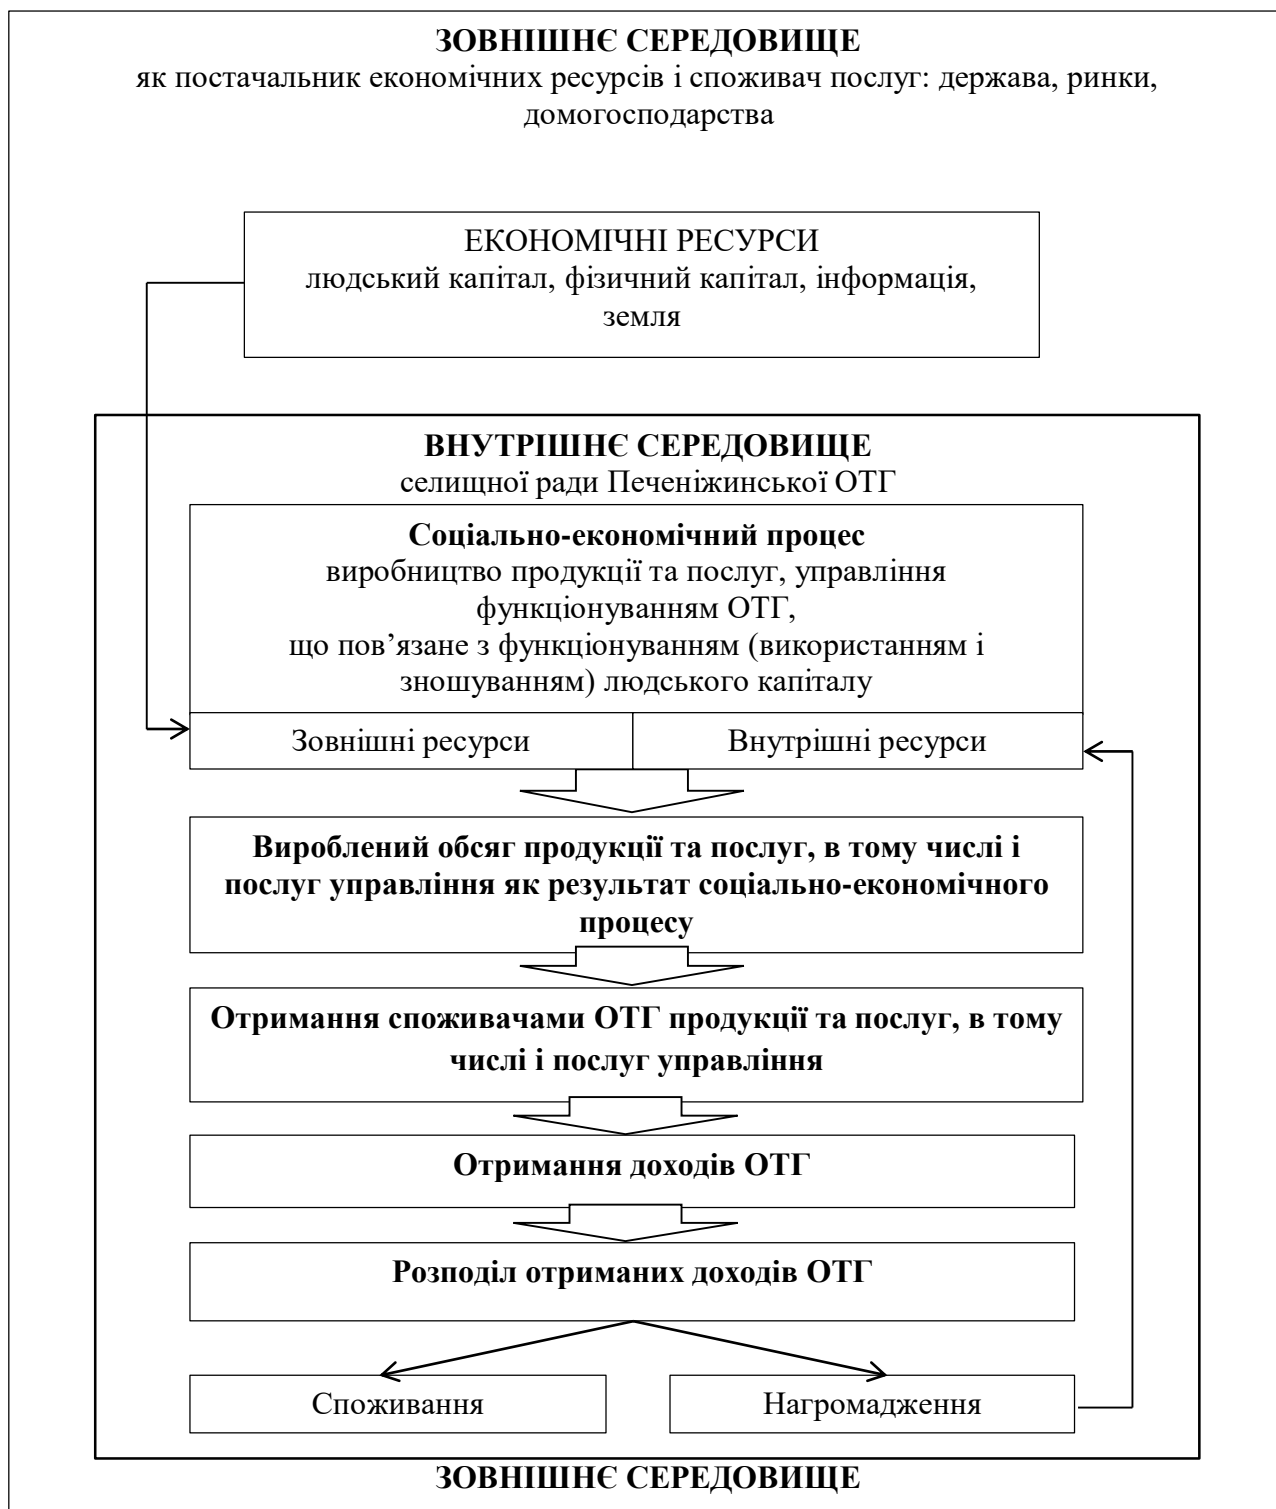 ЗОВНІШНЄ СЕРЕДОВИЩЕ
як постачальник економічних ресурсів і споживач послуг: держава, ринки,
домогосподарства
ЕКОНОМІЧНІ РЕСУРСИ
людський капітал, фізичний капітал, інформація,
земля
ВНУТРІШНЄ СЕРЕДОВИЩЕ
селищної ради Печеніжинської ОТГ
Соціально-економічний процес
виробництво продукції та послуг, управління
функціонуванням ОТГ,
що пов’язане з функціонуванням (використанням і
зношуванням) людського капіталу
Зовнішні ресурси
Внутрішні ресурси
Вироблений обсяг продукції та послуг, в тому числі і
послуг управління як результат соціально-економічного
процесу
Отримання споживачами ОТГ продукції та послуг, в тому
числі і послуг управління
Отримання доходів ОТГ
Розподіл отриманих доходів ОТГ
Споживання
Нагромадження
ЗОВНІШНЄ СЕРЕДОВИЩЕ